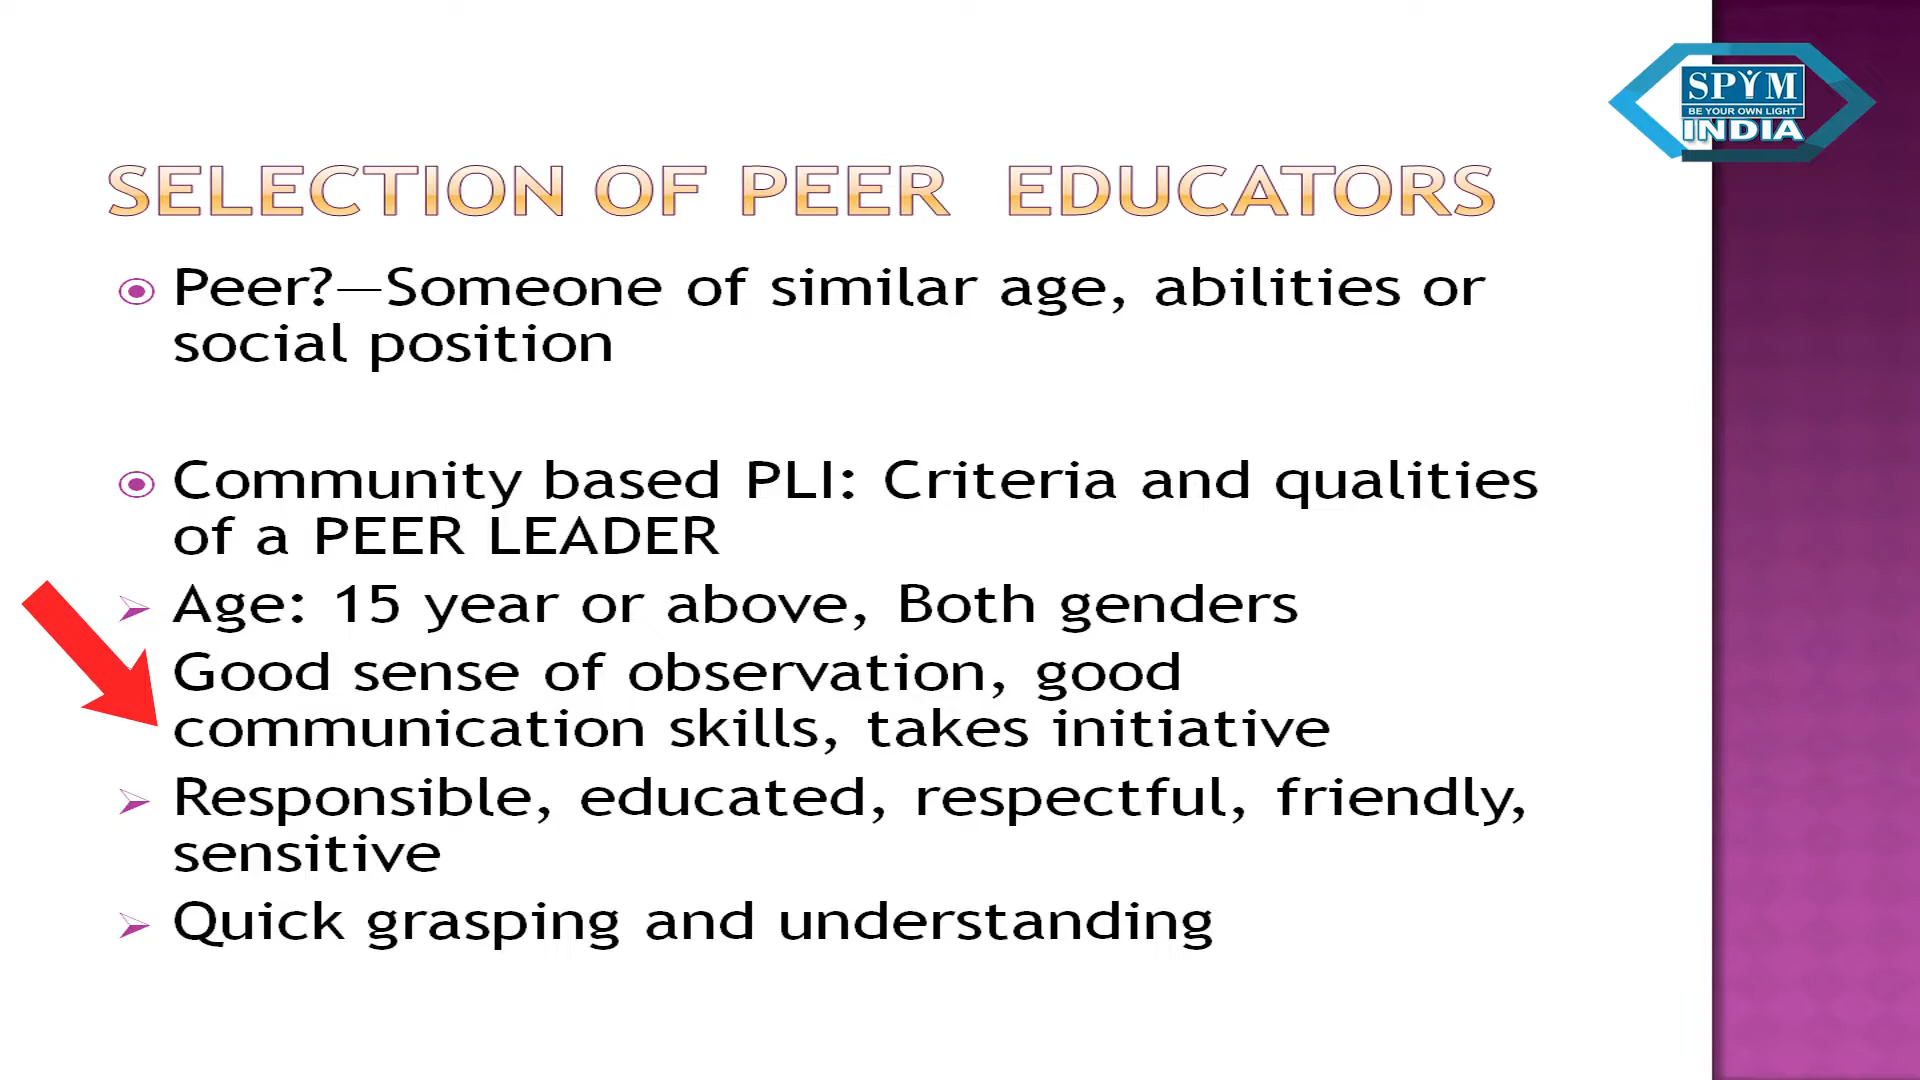 SPYM
BE YOUR OWN LIGHT
INDIA
SELECTION OF PEER EDUCATORS
Peer?—Someone of similar age, abilities or
social position
Community based PLI: Criteria and qualities
of a PEER LEADER
Age: 15 year or above, Both genders
Good sense of observation, good
communication skills, takes initiative
Responsible, educated, respectful, friendly,
sensitive
Quick grasping and understanding